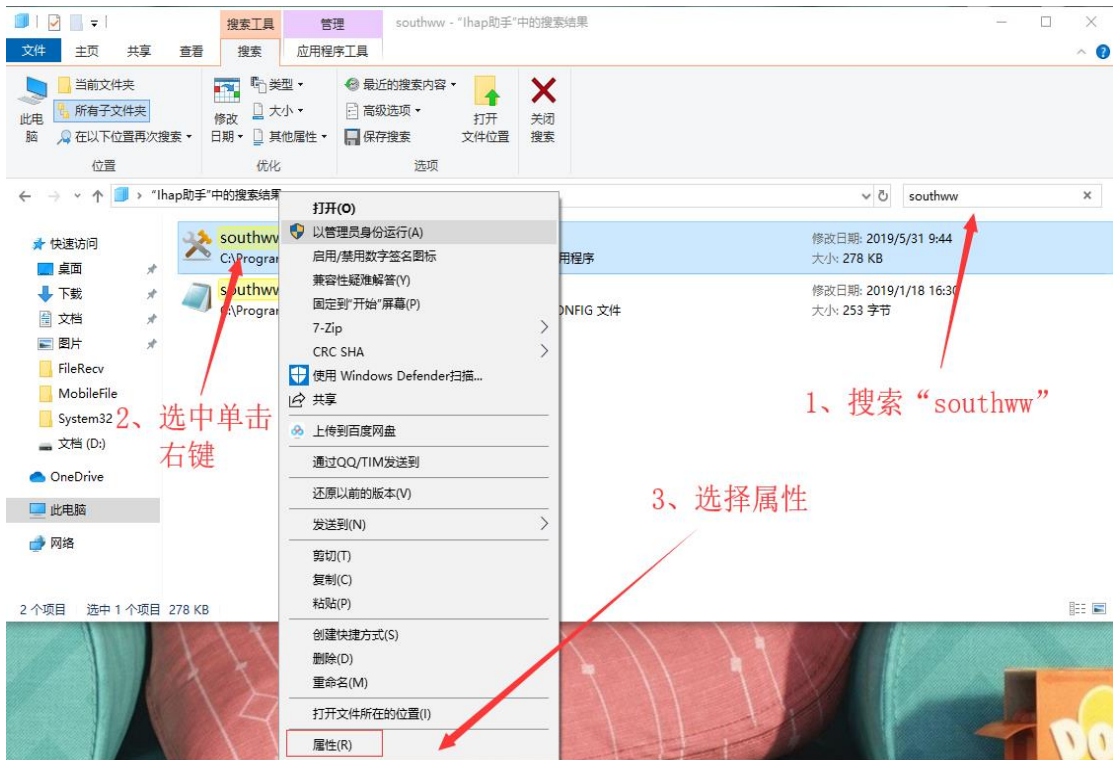 搜索工具 管理 southww - "Ihap助手"中的搜索结果
文件 主页 共享 查看 搜索 应用程序工具
当前文件夹
所有子文件夹
在以下位置再次搜索
此电脑
位置
修改日期
类型
大小
其他属性
优化
最近的搜索内容
高级选项
保存搜索
打开文件位置
选项
关闭搜索
"Ihap助手"中的搜索结果
southww
快速访问
桌面
下载
文档
图片
FileRecv
MobileFile
System32
文档 (D:)
OneDrive
此电脑
网络
southww
C:\Program
用程序
修改日期: 2019/5/31 9:44
大小: 278 KB
southww
C:\Program
ONFIG 文件
修改日期: 2019/1/18 16:30
大小: 253 字节
打开(O)
以管理员身份运行(A)
启用/禁用数字签名图标
兼容性疑难解答(Y)
固定到"开始"屏幕(P)
7-Zip
CRC SHA
使用 Windows Defender扫描...
共享
上传到百度网盘
通过QQ/TIM发送到
还原以前的版本(V)
发送到(N)
剪切(T)
复制(C)
粘贴(P)
创建快捷方式(S)
删除(D)
重命名(M)
打开文件所在的位置(I)
属性(R)
1、搜索“southww”
2、选中单击
右键
3、选择属性
2 个项目 选中 1 个项目 278 KB